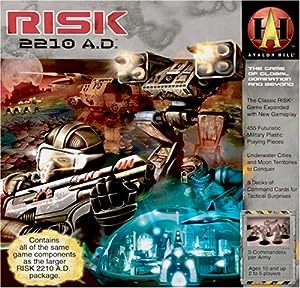 RISK
2210 A.D.
AVALON HILL
THE GAME
OF GLOBAL
DOMINATION
AND BEYOND
The Classic RISK®
Game Expanded
with New Gameplay
455 Futuristic
Military Plastic
Playing Pieces
Underwater Cities
and Moon Territories
to Conquer
6 Decks of
Command Cards for
Tactical Surprises
5 Commanders
per Army
Ages 10 and up
2 to 5 players
Contains
all of the same
game components
as the larger
RISK 2210 A.D.
package.